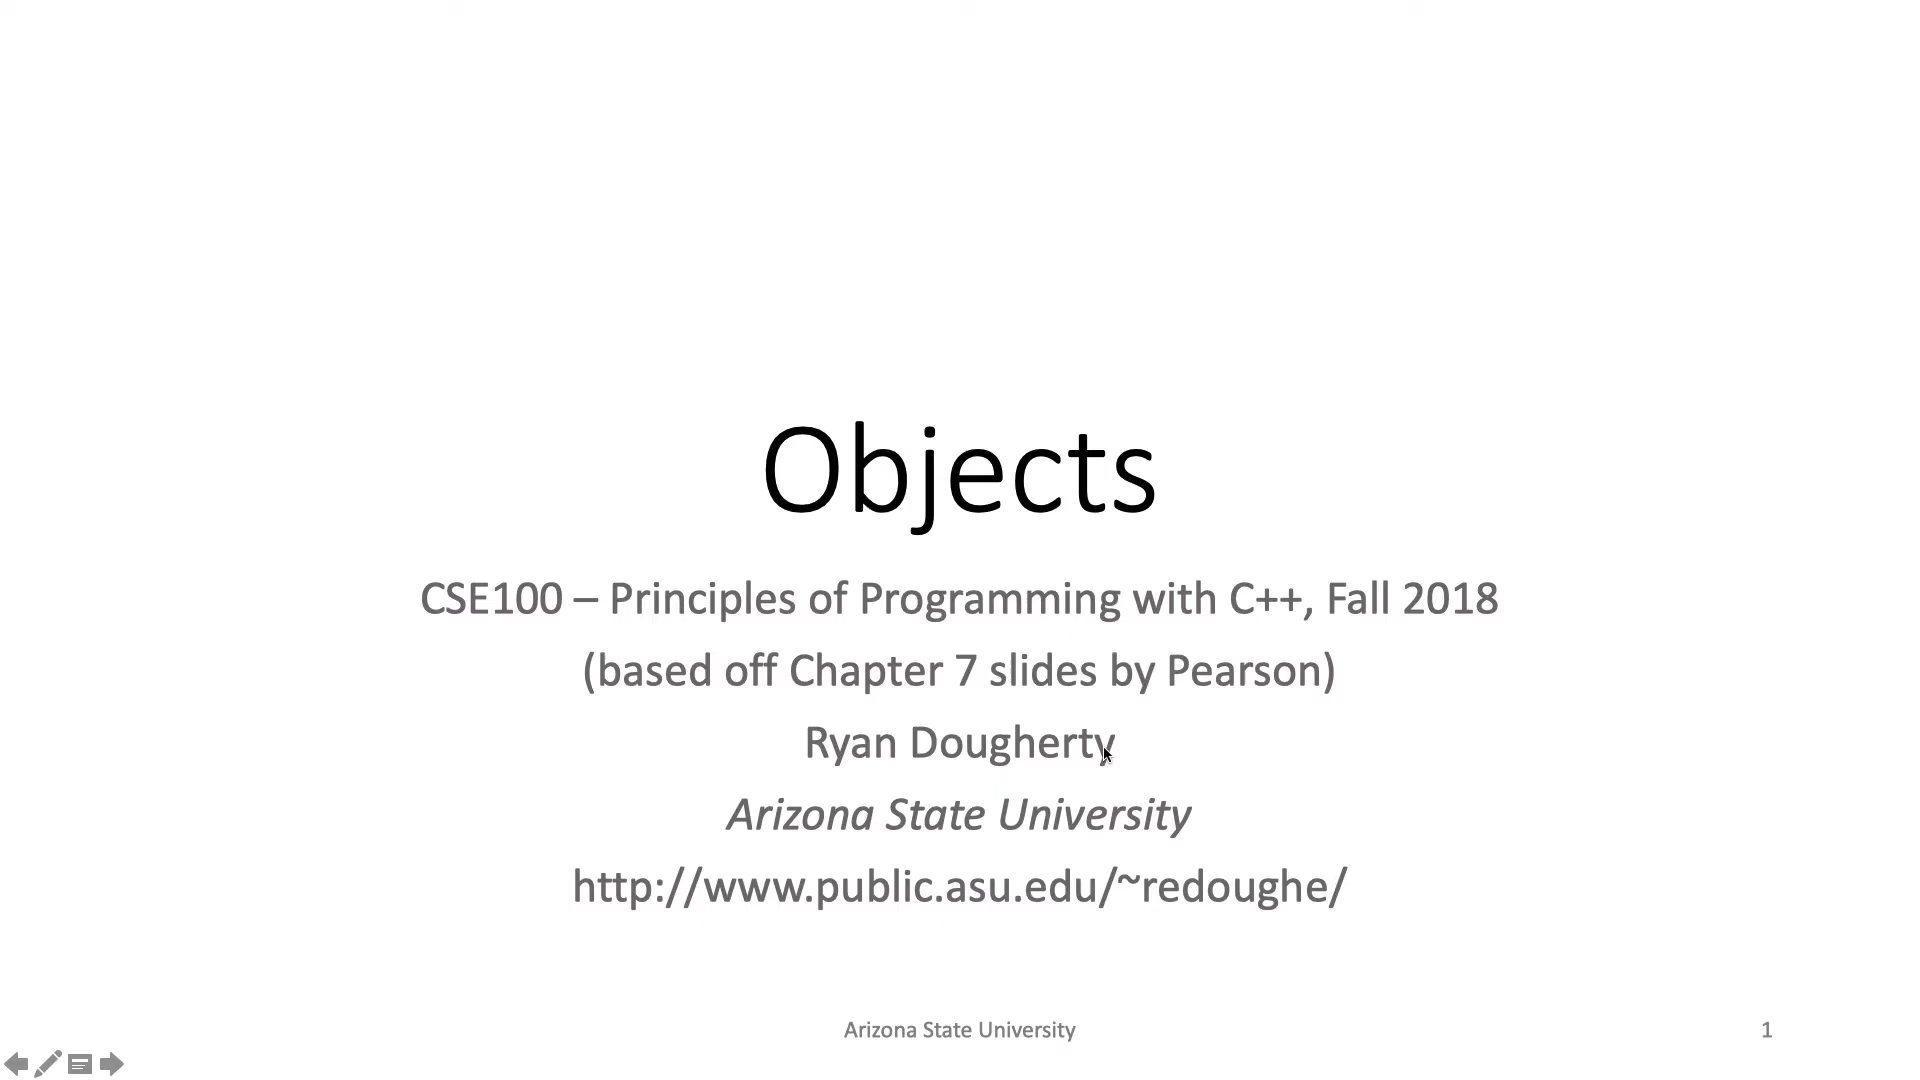 Objects
CSE100 – Principles of Programming with C++, Fall 2018
(based off Chapter 7 slides by Pearson)
Ryan Dougherty
Arizona State University
http://www.public.asu.edu/~redoughe/
Arizona State University
1